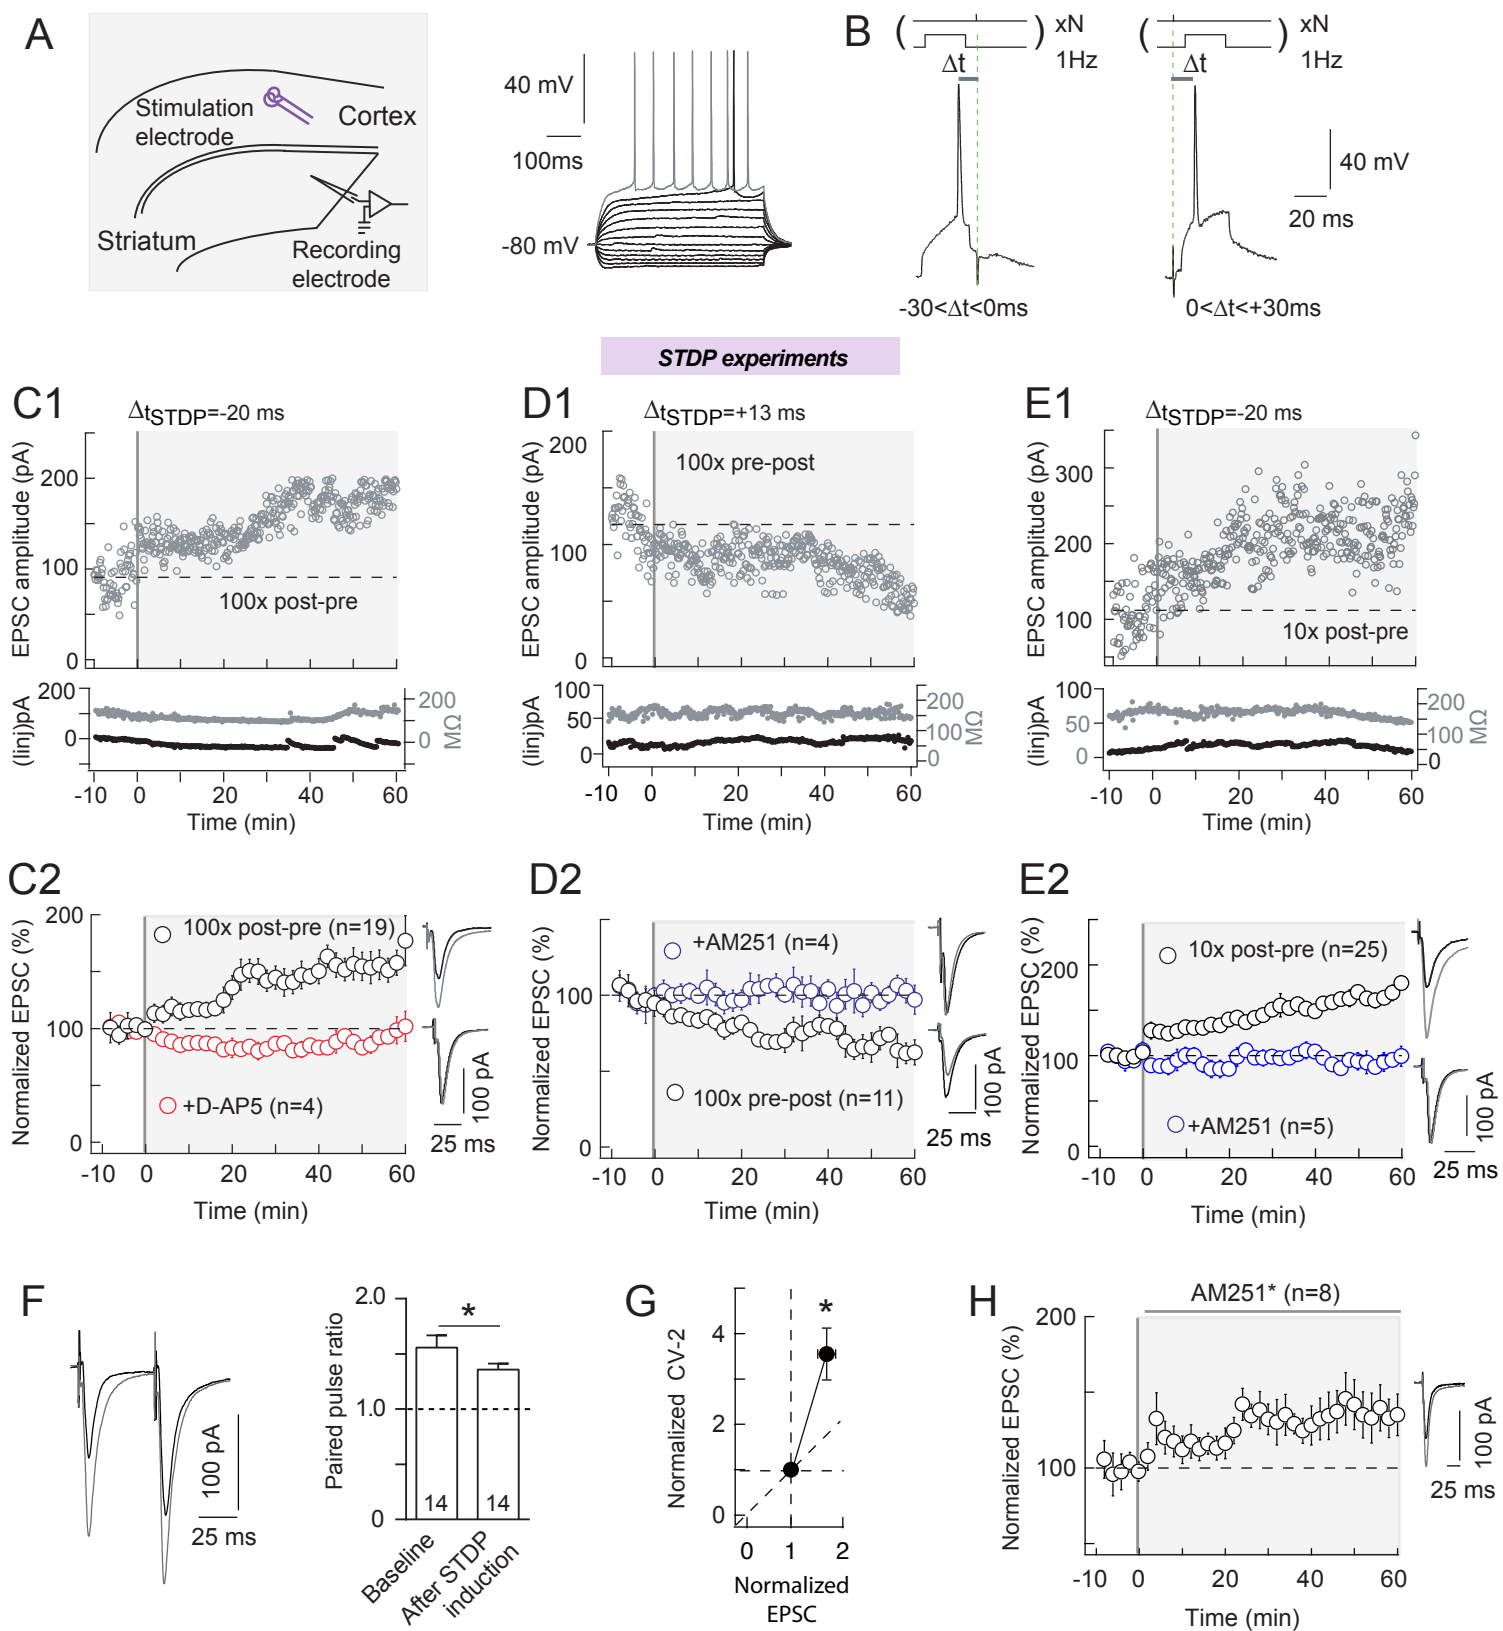 A
Stimulation
electrode
Cortex
Striatum
Recording
electrode
40 mV
100ms
-80 mV
B
( ) xN
1Hz
Δt
-30<Δt<0ms
( ) xN
1Hz
Δt
40 mV
20 ms
0<Δt<+30ms
STDP experiments
C1
ΔtSTDP=-20 ms
EPSC amplitude (pA)
200
100
0
100x post-pre
(Iinj)pA
200
0
200
100
0
MΩ
-10 0 20 40 60
Time (min)
D1
ΔtSTDP=+13 ms
EPSC amplitude (pA)
200
100
0
100x pre-post
(Iinj)pA
100
50
0
200
100
0
MΩ
-10 0 20 40 60
Time (min)
E1
ΔtSTDP=-20 ms
EPSC amplitude (pA)
300
200
100
0
10x post-pre
(Iinj)pA
100
50
0
200
100
0
MΩ
-10 0 20 40 60
Time (min)
C2
Normalized EPSC (%)
200
100
0
100x post-pre (n=19)
+D-AP5 (n=4)
100 pA
25 ms
-10 0 20 40 60
Time (min)
D2
Normalized EPSC (%)
100
0
+AM251 (n=4)
100x pre-post (n=11)
100 pA
25 ms
-10 0 20 40 60
Time (min)
E2
Normalized EPSC (%)
200
100
0
10x post-pre (n=25)
+AM251 (n=5)
100 pA
25 ms
-10 0 20 40 60
Time (min)
F
100 pA
25 ms
Paired pulse ratio
2.0
1.0
0
*
14
14
Baseline
After STDP
induction
G
Normalized CV-2
4
2
0
*
0 1 2
Normalized
EPSC
H
AM251* (n=8)
Normalized EPSC (%)
200
100
100 pA
25 ms
-10 0 20 40 60
Time (min)